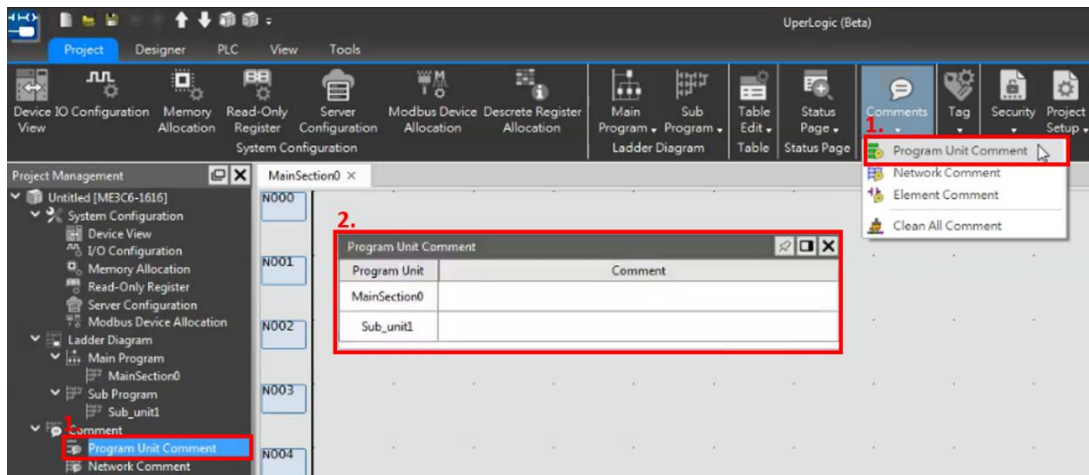 UperLogic (Beta)
Project Designer PLC View Tools
Device IO Configuration Memory Read-Only Server Modbus Device Descrete Register Main Sub Table Status Comments Tag Security Project
View Allocation Register Configuration Allocation Allocation Program Program Edit Page Setup
System Configuration Ladder Diagram Table Status Page
1.
Program Unit Comment
Network Comment
Element Comment
Clean All Comment
Project Management
MainSection0
Untitled [ME3C6-1616]
System Configuration
Device View
I/O Configuration
Memory Allocation
Read-Only Register
Server Configuration
Modbus Device Allocation
Ladder Diagram
Main Program
MainSection0
Sub Program
Sub_unit1
1.
Comment
Program Unit Comment
Network Comment
N000
N001
N002
N003
N004
2.
Program Unit Comment
Program Unit Comment
MainSection0
Sub_unit1